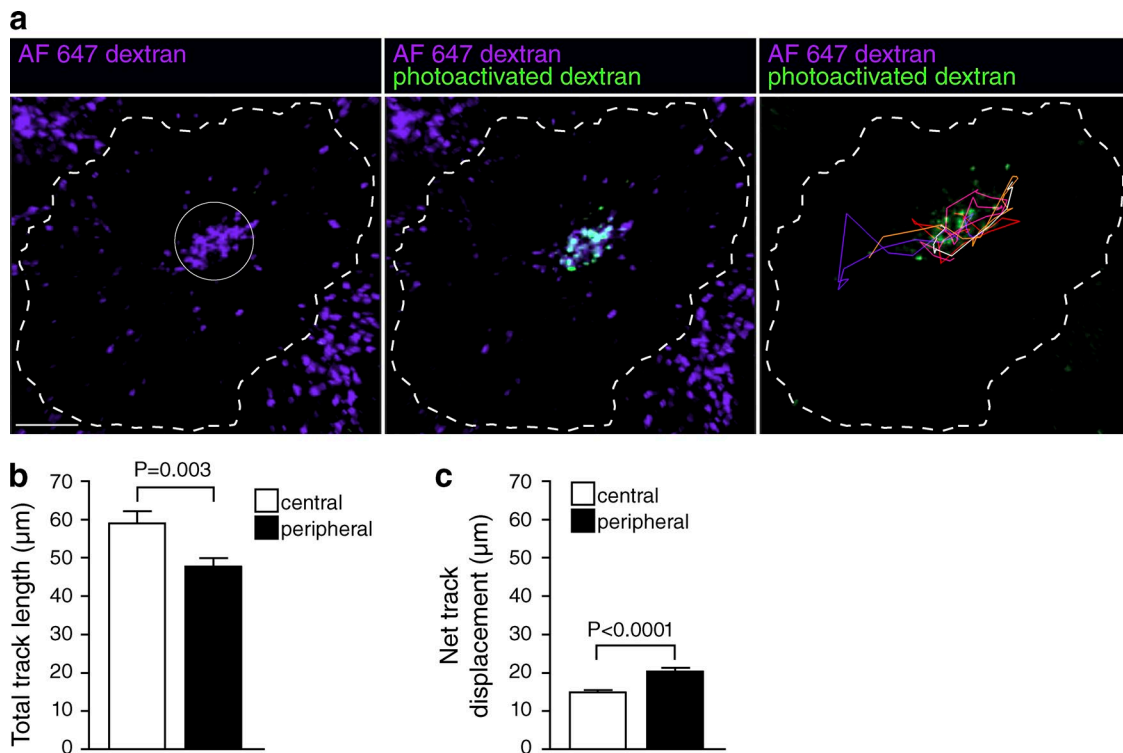 a
AF 647 dextran
AF 647 dextran
photoactivated dextran
AF 647 dextran
photoactivated dextran
b
Total track length (μm)
70
60
50
40
30
20
10
0
P=0.003
central
peripheral
c
Net track
displacement (μm)
70
60
50
40
30
20
10
0
P<0.0001
central
peripheral